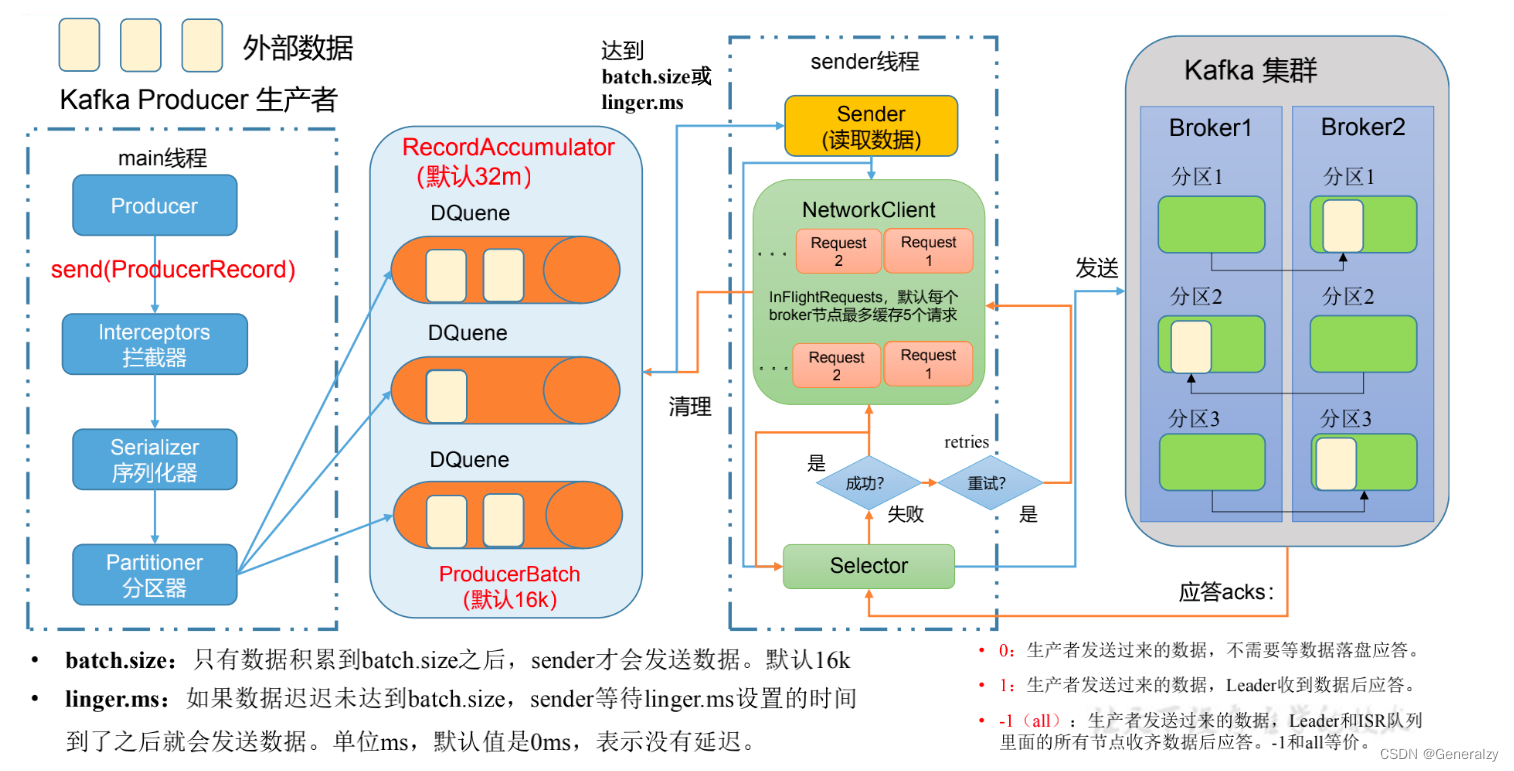 外部数据
Kafka Producer 生产者
main线程
Producer
send(ProducerRecord)
Interceptors
拦截器
Serializer
序列化器
Partitioner
分区器
RecordAccumulator
(默认32m)
DQuene
DQuene
DQuene
ProducerBatch
(默认16k)
达到
batch.size或
linger.ms
清理
sender线程
Sender
(读取数据)
NetworkClient
...
Request
2
Request
1
InFlightRequests，默认每个
broker节点最多缓存5个请求
...
Request
2
Request
1
retries
是
成功?
重试?
失败
是
Selector
发送
Kafka 集群
Broker1
Broker2
分区1
分区1
分区2
分区2
分区3
分区3
应答acks：
• batch.size：只有数据积累到batch.size之后，sender才会发送数据。默认16k
• linger.ms：如果数据迟迟未达到batch.size，sender等待linger.ms设置的时间
到了之后就会发送数据。单位ms，默认值是0ms，表示没有延迟。
• 0：生产者发送过来的数据，不需要等数据落盘应答。
• 1：生产者发送过来的数据，Leader收到数据后应答。
• -1（all）：生产者发送过来的数据，Leader和ISR队列
里面的所有节点收齐数据后应答。-1和all等价。
CSDN @Generalzy